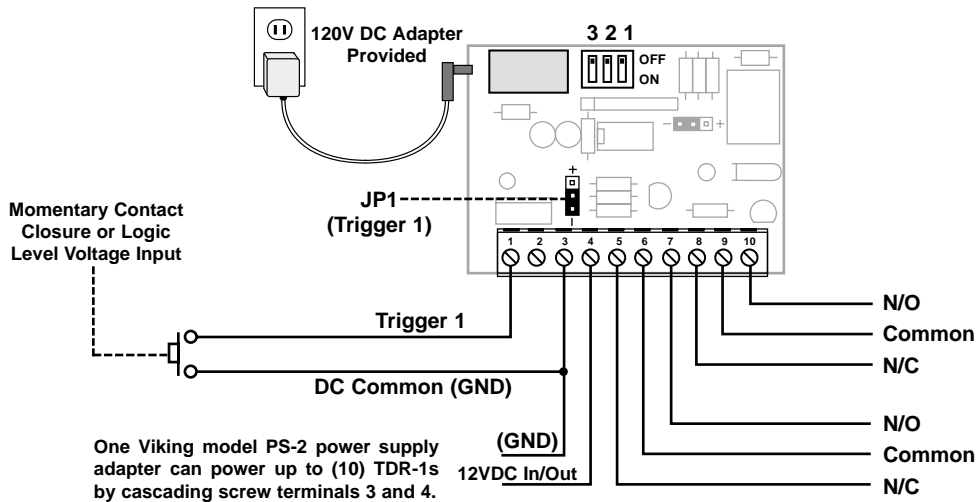 120V DC Adapter
Provided
3 2 1
OFF
ON
- +
+
JP1
(Trigger 1)
-
Momentary Contact
Closure or Logic
Level Voltage Input
1 2 3 4 5 6 7 8 9 10
Trigger 1
DC Common (GND)
N/O
Common
N/C
N/O
Common
N/C
(GND)
12VDC In/Out
One Viking model PS-2 power supply
adapter can power up to (10) TDR-1s
by cascading screw terminals 3 and 4.